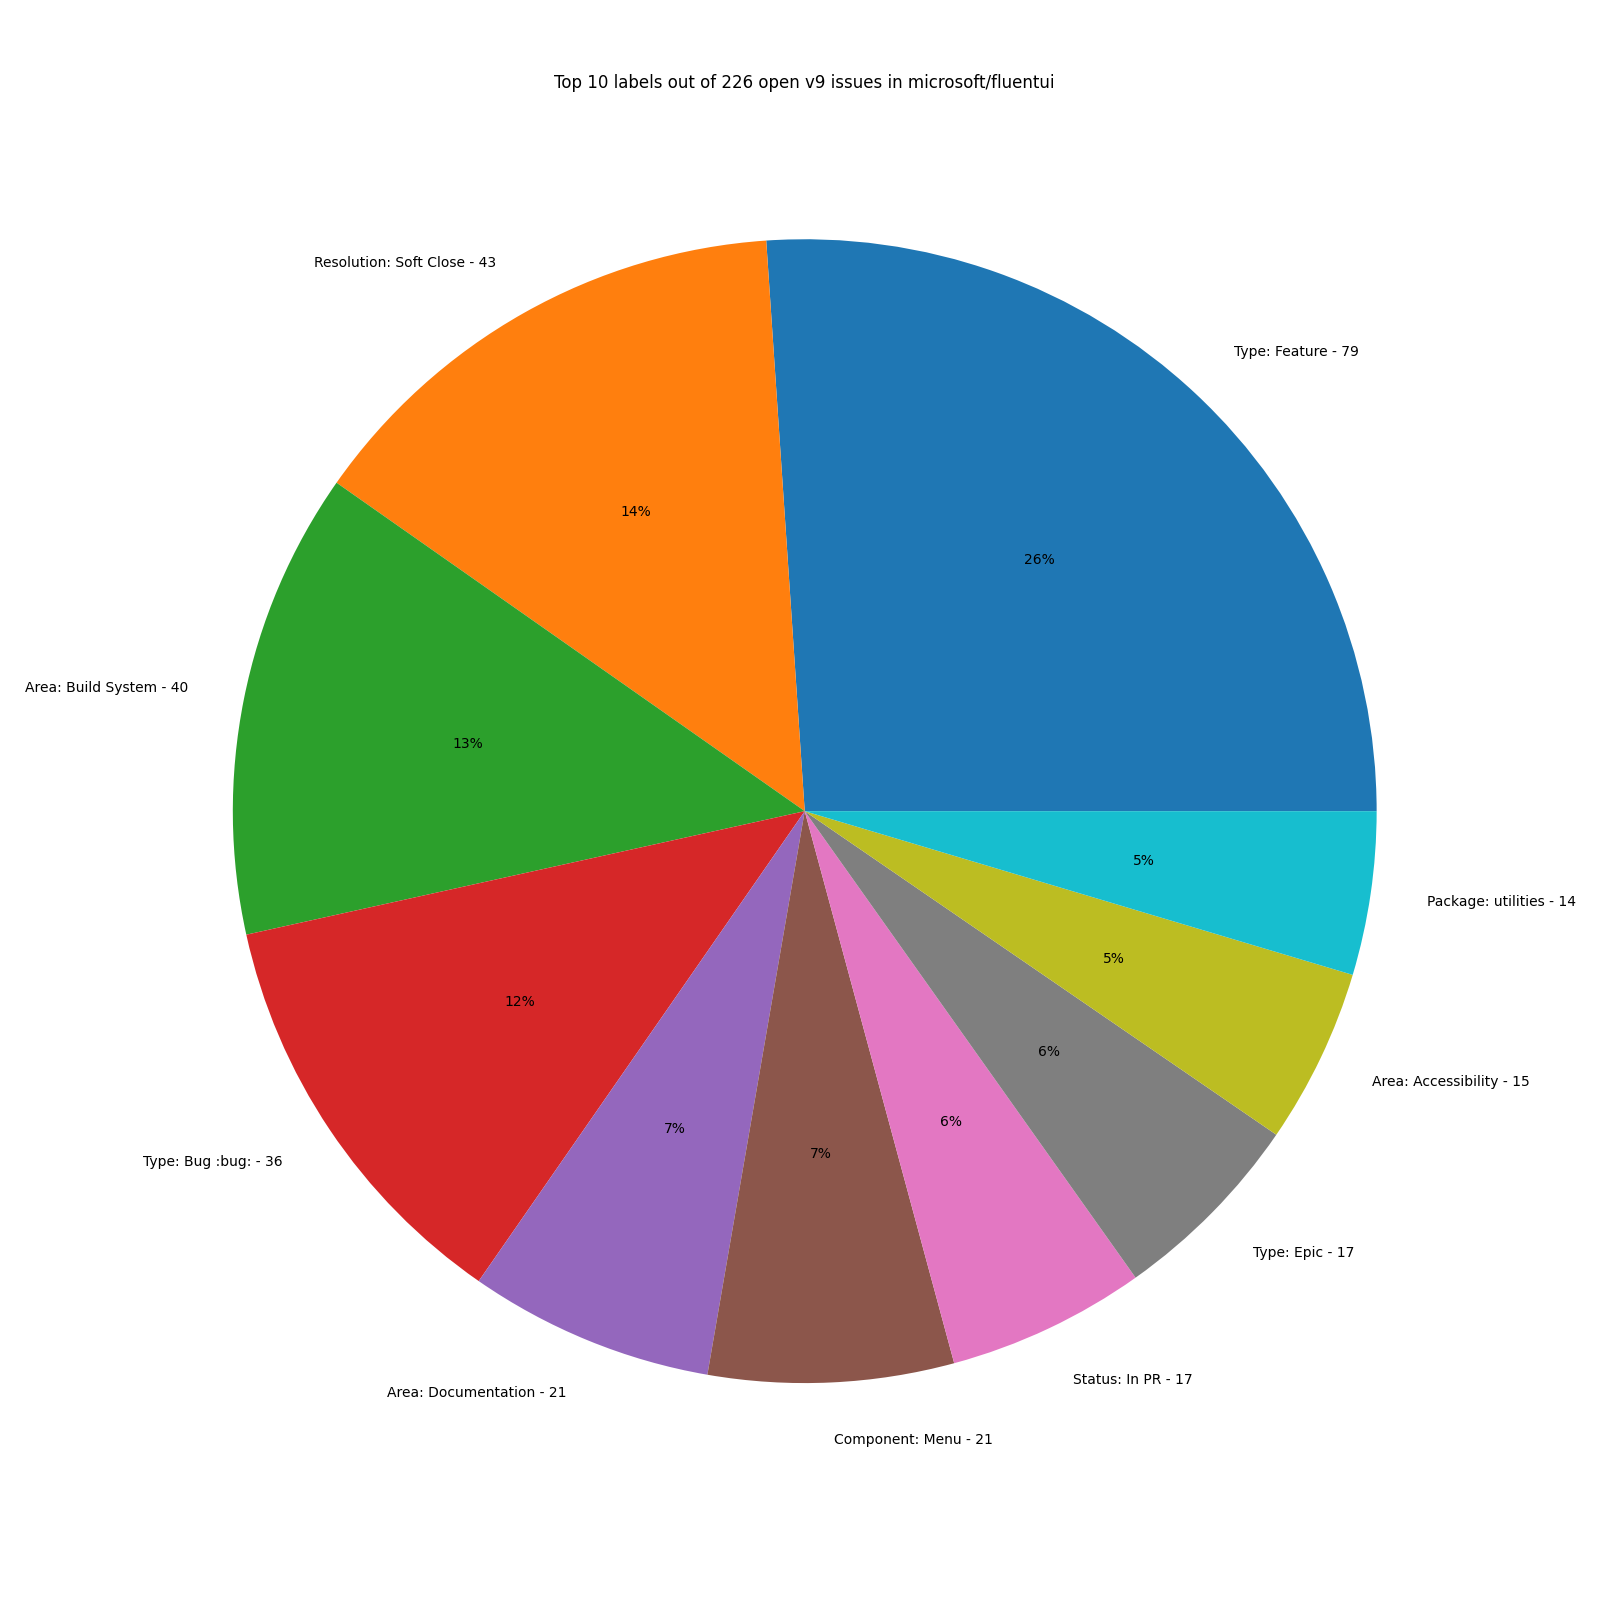 Top 10 labels out of 226 open v9 issues in microsoft/fluentui
Resolution: Soft Close - 43
Type: Feature - 79
14%
26%
Area: Build System - 40
13%
5%
Package: utilities - 14
5%
12%
6%
Area: Accessibility - 15
6%
7%
7%
Type: Bug :bug: - 36
Type: Epic - 17
Status: In PR - 17
Area: Documentation - 21
Component: Menu - 21